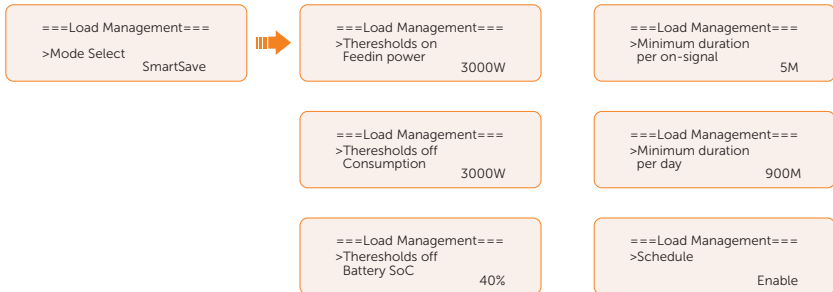 ===Load Management===
>Mode Select
SmartSave
===Load Management===
>Theresholds on
Feedin power
3000W
===Load Management===
>Theresholds off
Consumption
3000W
===Load Management===
>Theresholds off
Battery SoC
40%
===Load Management===
>Minimum duration
per on-signal
5M
===Load Management===
>Minimum duration
per day
900M
===Load Management===
>Schedule
Enable